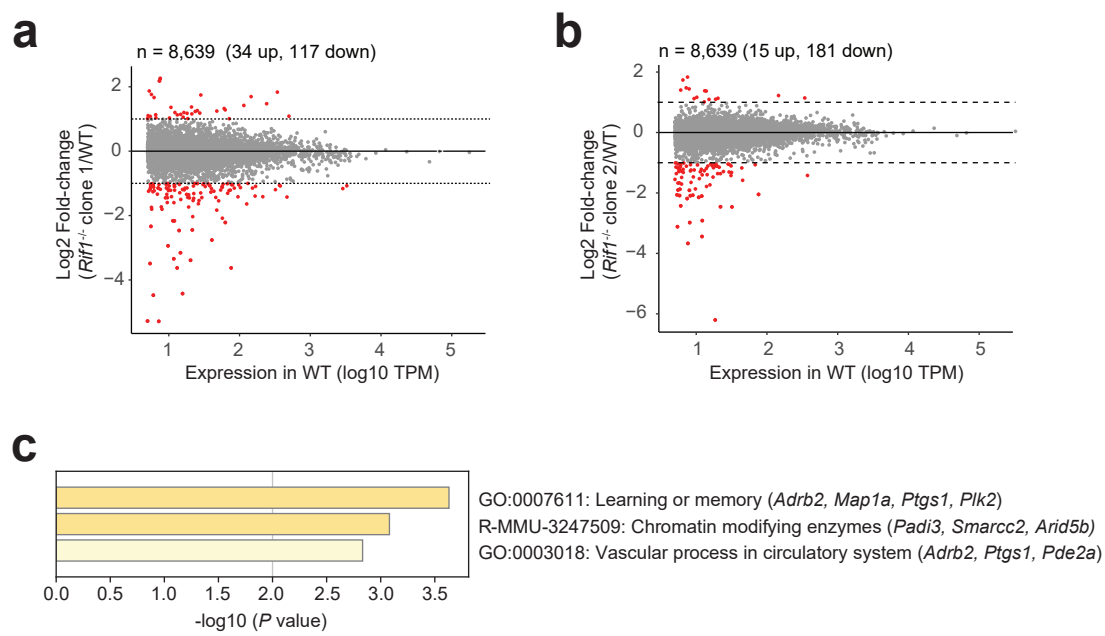 a
n = 8,639 (34 up, 117 down)
Log2 Fold-change
(Rif1-/- clone 1/WT)
2
0
−2
−4
1 2 3 4 5
Expression in WT (log10 TPM)
b
n = 8,639 (15 up, 181 down)
Log2 Fold-change
(Rif1-/- clone 2/WT)
2
0
−2
−4
−6
1 2 3 4 5
Expression in WT (log10 TPM)
c
GO:0007611: Learning or memory (Adrb2, Map1a, Ptgs1, Plk2)
R-MMU-3247509: Chromatin modifying enzymes (Padi3, Smarcc2, Arid5b)
GO:0003018: Vascular process in circulatory system (Adrb2, Ptgs1, Pde2a)
0.0 0.5 1.0 1.5 2.0 2.5 3.0 3.5
-log10 (P value)